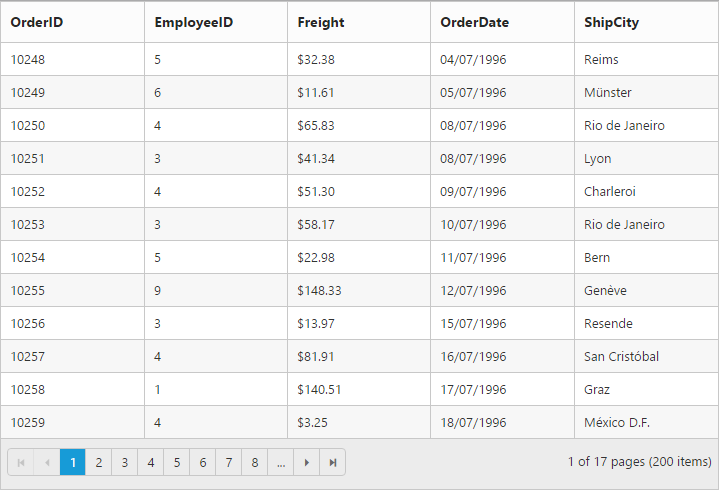 OrderID EmployeeID Freight OrderDate ShipCity
10248 5 $32.38 04/07/1996 Reims
10249 6 $11.61 05/07/1996 Münster
10250 4 $65.83 08/07/1996 Rio de Janeiro
10251 3 $41.34 08/07/1996 Lyon
10252 4 $51.30 09/07/1996 Charleroi
10253 3 $58.17 10/07/1996 Rio de Janeiro
10254 5 $22.98 11/07/1996 Bern
10255 9 $148.33 12/07/1996 Genève
10256 3 $13.97 15/07/1996 Resende
10257 4 $81.91 16/07/1996 San Cristóbal
10258 1 $140.51 17/07/1996 Graz
10259 4 $3.25 18/07/1996 México D.F.
1 2 3 4 5 6 7 8 ... 1 of 17 pages (200 items)